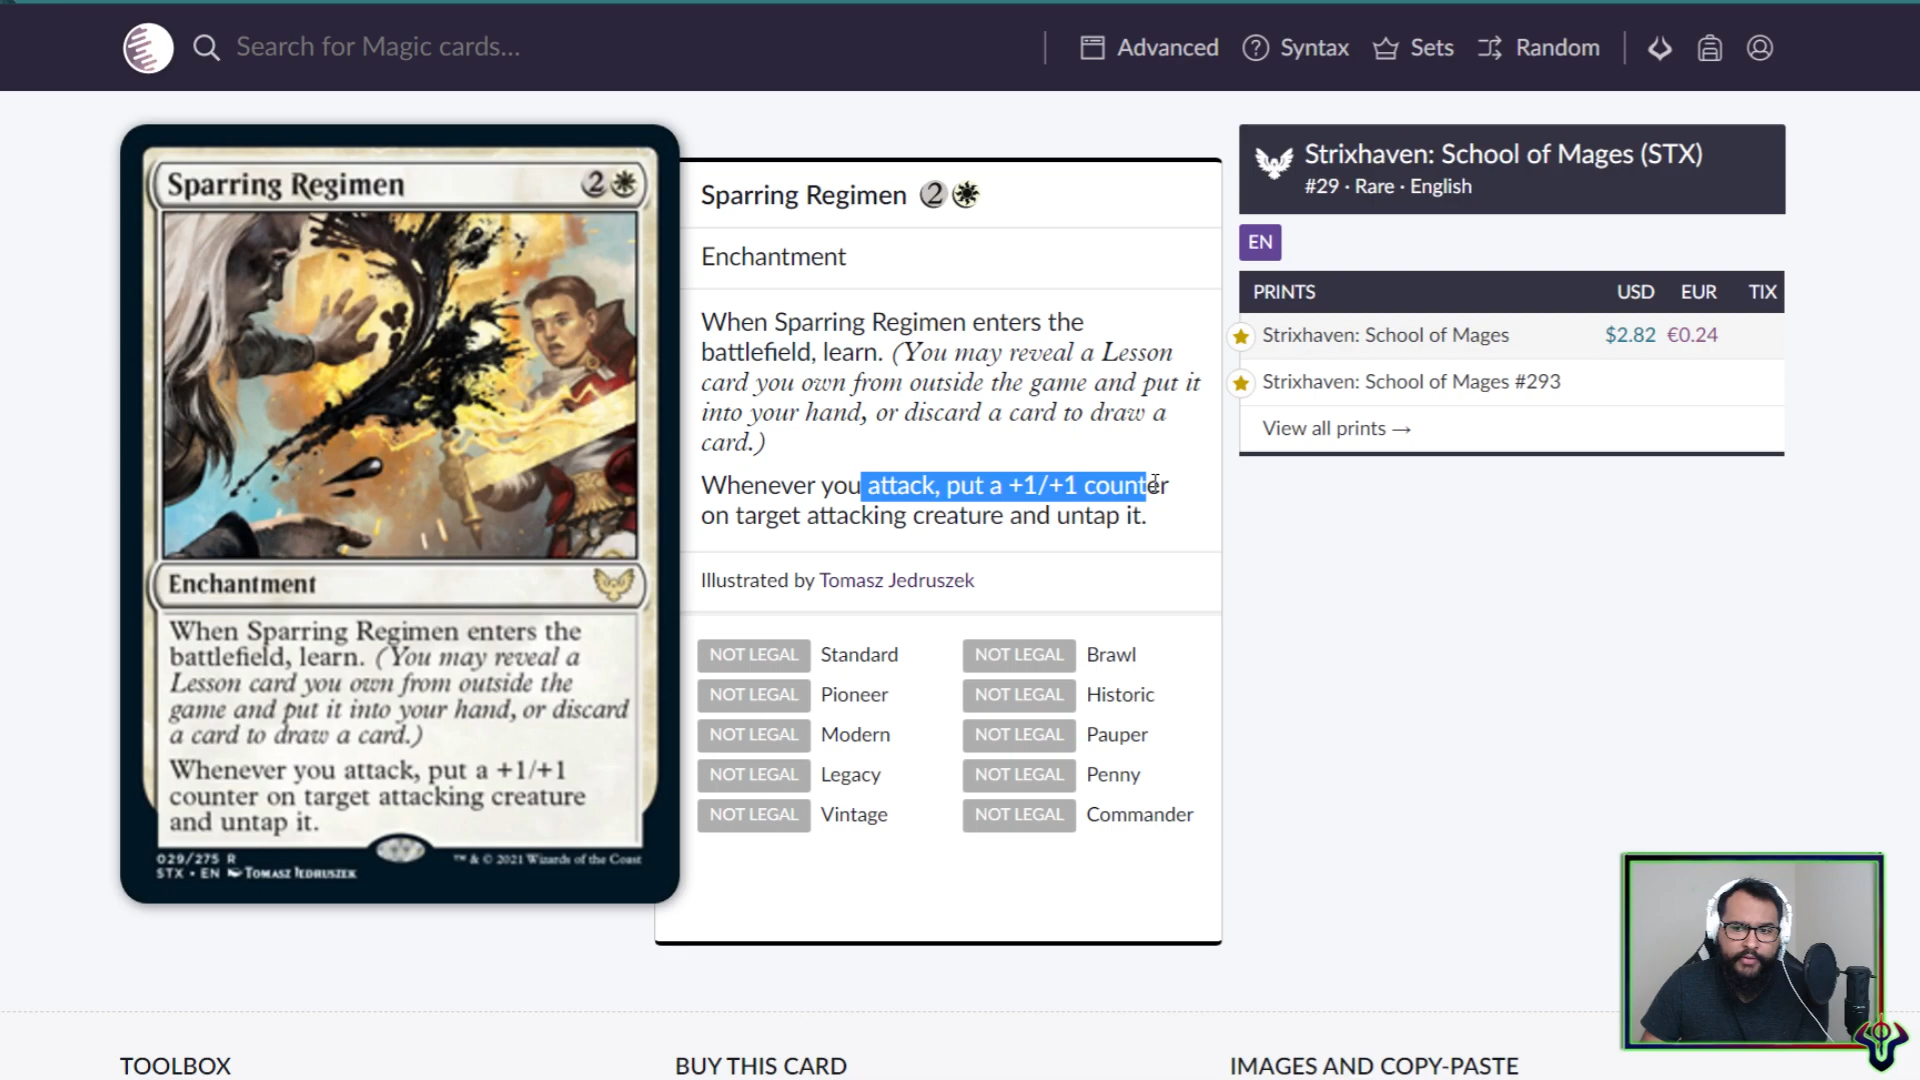 Search for Magic cards...
Advanced
Syntax
Sets
Random
Sparring Regimen 2
Enchantment
When Sparring Regimen enters the
battlefield, learn. (You may reveal a
Lesson card you own from outside the
game and put it into your hand, or discard
a card to draw a card.)
Whenever you attack, put a +1/+1
counter on target attacking creature
and untap it.
029/275 R
STX • EN Tomasz Jedruszek
™ & © 2021 Wizards of the Coast
Sparring Regimen 2
Enchantment
When Sparring Regimen enters the
battlefield, learn. (You may reveal a Lesson
card you own from outside the game and put it
into your hand, or discard a card to draw a
card.)
Whenever you attack, put a +1/+1 counter
on target attacking creature and untap it.
Illustrated by Tomasz Jedruszek
NOT LEGAL Standard NOT LEGAL Brawl
NOT LEGAL Pioneer NOT LEGAL Historic
NOT LEGAL Modern NOT LEGAL Pauper
NOT LEGAL Legacy NOT LEGAL Penny
NOT LEGAL Vintage NOT LEGAL Commander
Strixhaven: School of Mages (STX)
#29 · Rare · English
EN
PRINTS USD EUR TIX
Strixhaven: School of Mages $2.82 €0.24
Strixhaven: School of Mages #293
View all prints →
TOOLBOX
BUY THIS CARD
IMAGES AND COPY-PASTE